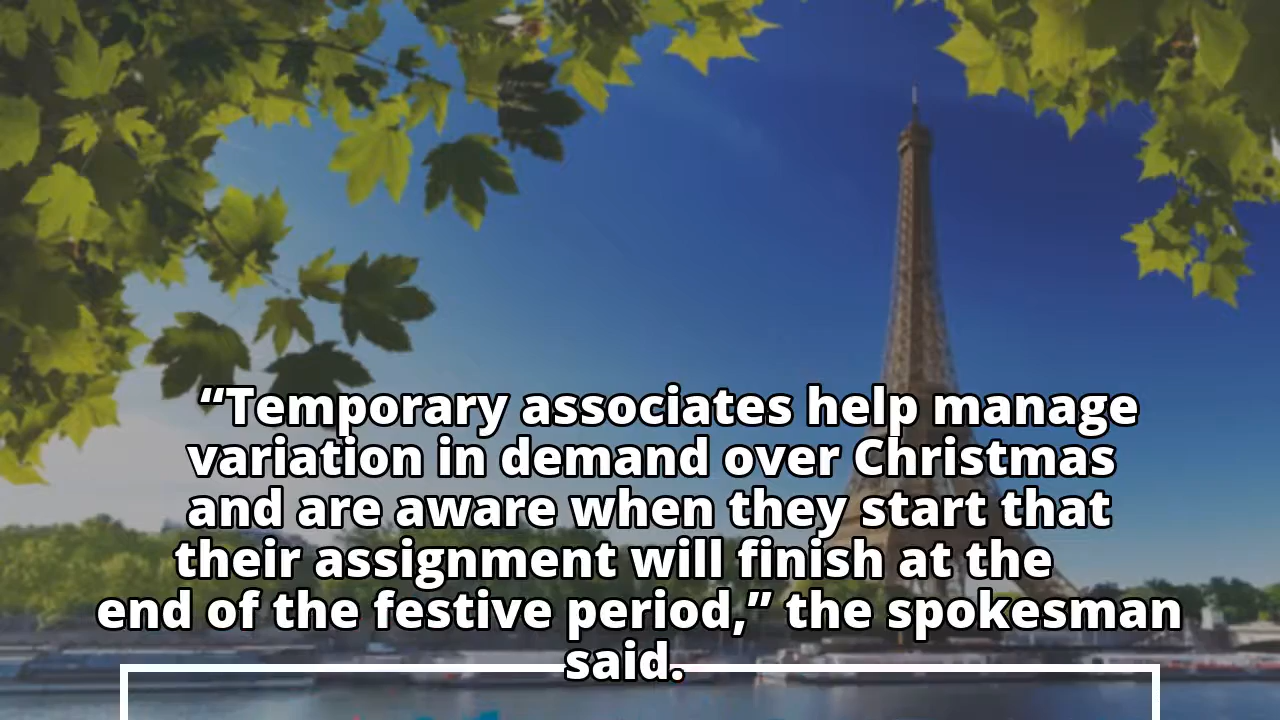 “Temporary associates help manage
variation in demand over Christmas
and are aware when they start that
their assignment will finish at the
end of the festive period,” the spokesman
said.